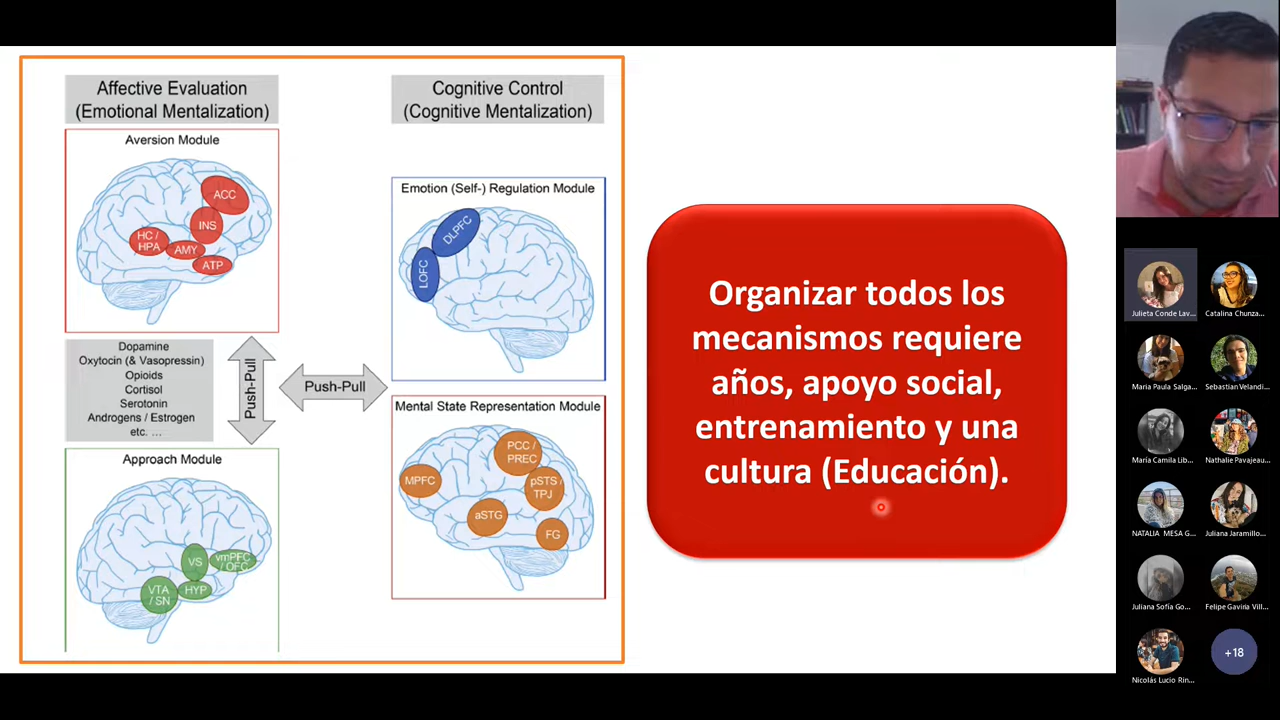 Affective Evaluation
(Emotional Mentalization)
Aversion Module
ACC
INS
HC /
HPA
AMY
ATP
Dopamine
Oxytocin (& Vasopressin)
Opioids
Cortisol
Serotonin
Androgens / Estrogen
etc. ...
Push-Pull
Push-Pull
Approach Module
VS
vmPFC
/ OFC
VTA
/ SN
HYP
Cognitive Control
(Cognitive Mentalization)
Emotion (Self-) Regulation Module
DLPFC
LOFC
Mental State Representation Module
PCC /
PREC
MPFC
pSTS /
TPJ
aSTG
FG
Organizar todos los
mecanismos requiere
años, apoyo social,
entrenamiento y una
cultura (Educación).
Julieta Conde Lav...
Catalina Chunza...
Maria Paula Salga...
Sebastian Velandi...
María Camila Lib...
Nathalie Pavajeau...
NATALIA MESA G...
Juliana Jaramillo...
Juliana Sofía Go...
Felipe Gaviria Vill...
Nicolás Lucio Rin...
+18